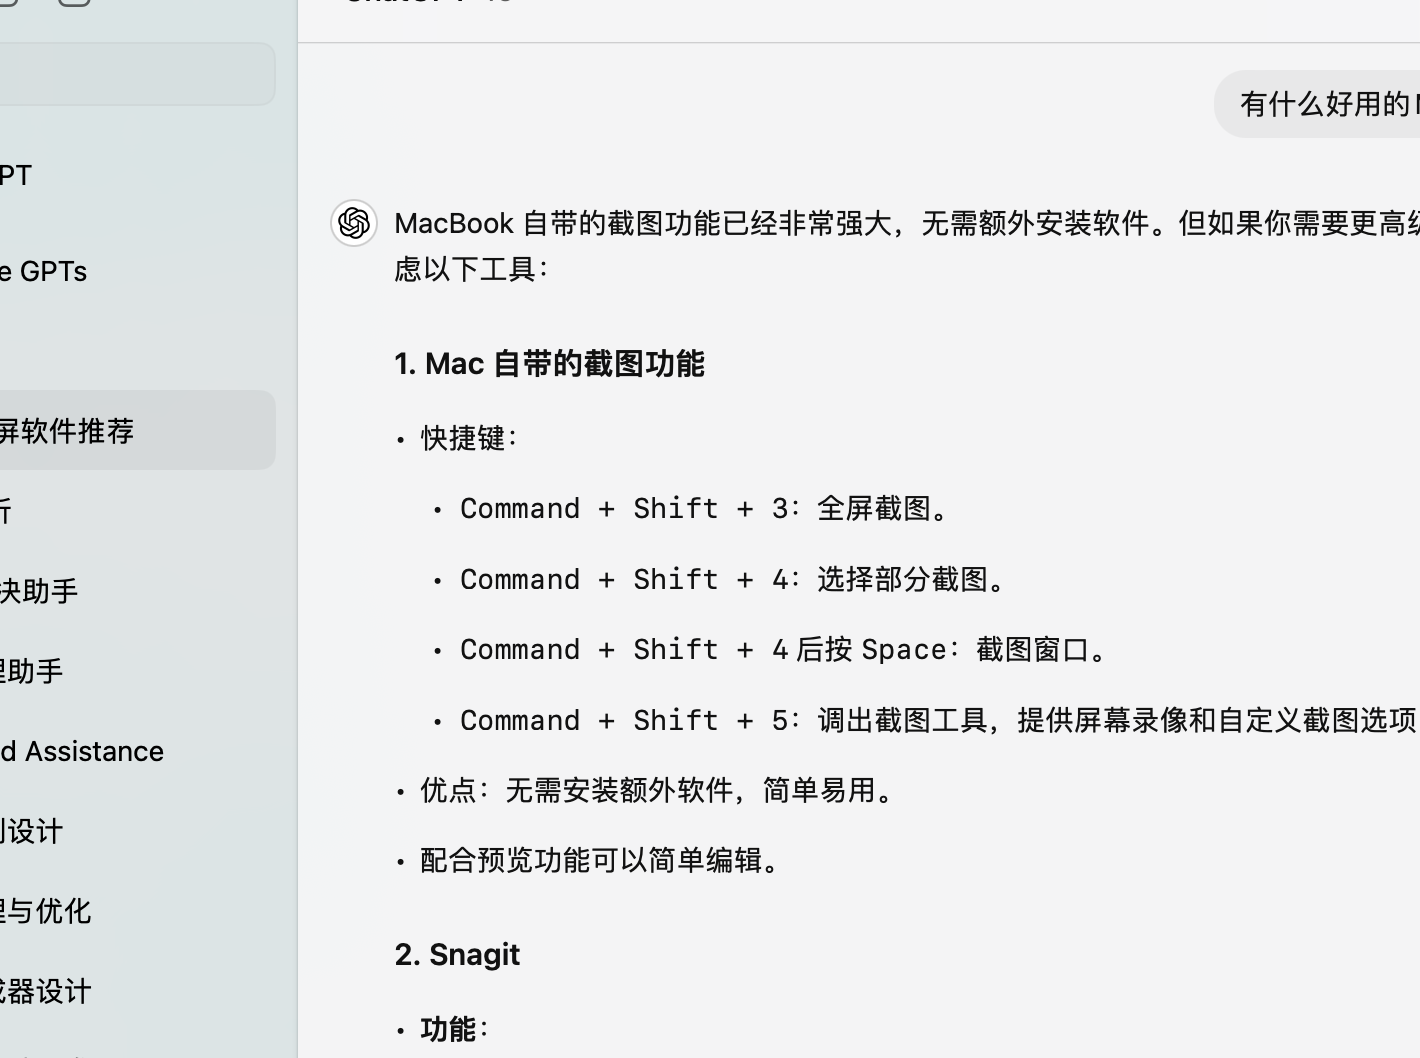 PT
e GPTs
屏软件推荐
决助手
助手
d Assistance
设计
与优化
器设计
有什么好用的
MacBook 自带的截图功能已经非常强大，无需额外安装软件。但如果你需要更高级
虑以下工具：
1. Mac 自带的截图功能
• 快捷键：
• Command + Shift + 3：全屏截图。
• Command + Shift + 4：选择部分截图。
• Command + Shift + 4 后按 Space：截图窗口。
• Command + Shift + 5：调出截图工具，提供屏幕录像和自定义截图选项
• 优点：无需安装额外软件，简单易用。
• 配合预览功能可以简单编辑。
2. Snagit
• 功能：